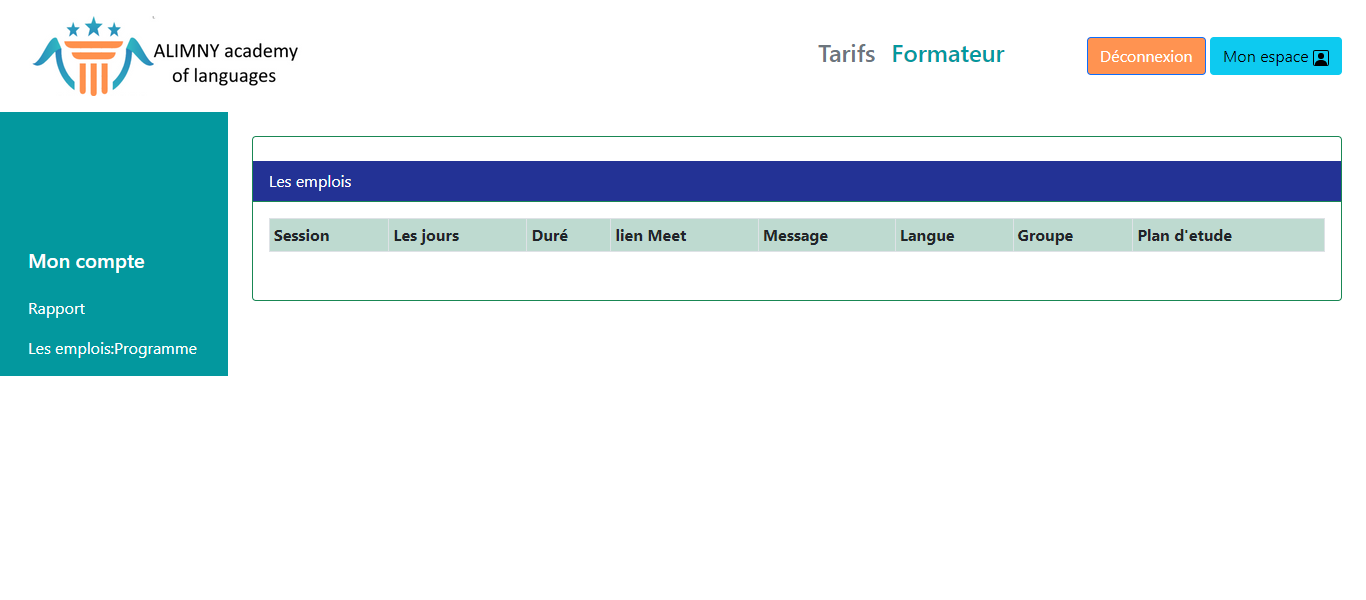 ALIMNY academy
of languages
Tarifs Formateur
Déconnexion
Mon espace
Mon compte
Rapport
Les emplois:Programme
Les emplois
Session Les jours Duré lien Meet Message Langue Groupe Plan d'etude